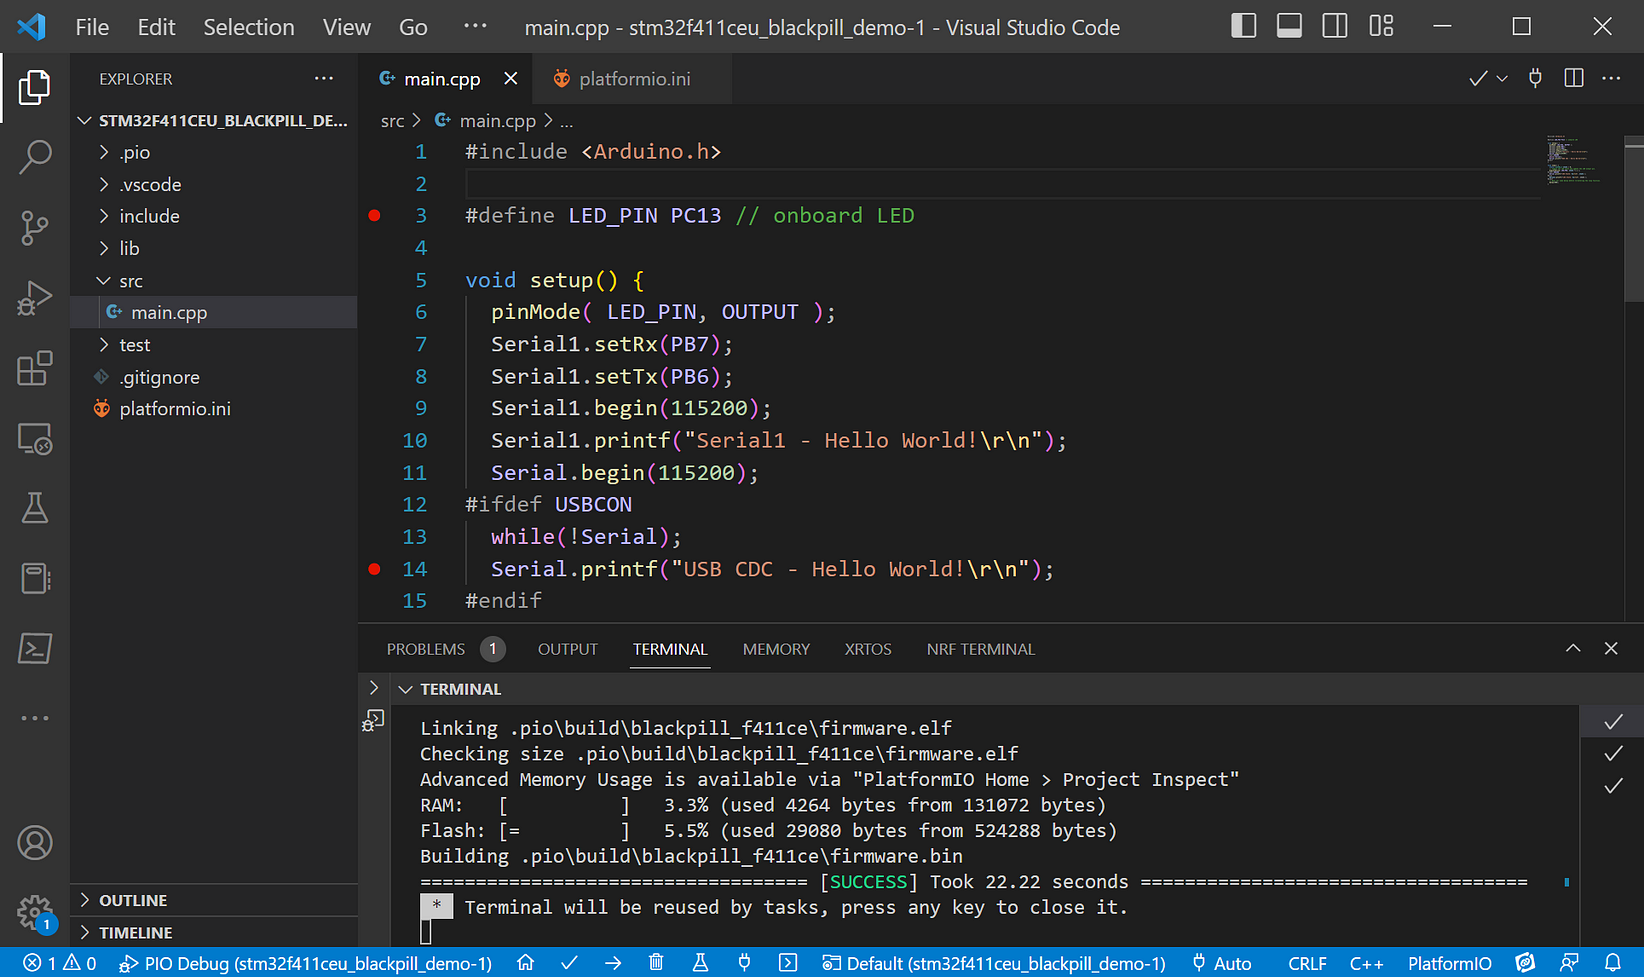 File Edit Selection View Go ··· main.cpp - stm32f411ceu_blackpill_demo-1 - Visual Studio Code
EXPLORER ···
STM32F411CEU_BLACKPILL_DE...
.pio
.vscode
include
lib
src
main.cpp
test
.gitignore
platformio.ini
OUTLINE
TIMELINE
1
main.cpp platformio.ini
src > main.cpp > ...
1 #include <Arduino.h>
2
3 #define LED_PIN PC13 // onboard LED
4
5 void setup() {
6 pinMode( LED_PIN, OUTPUT );
7 Serial1.setRx(PB7);
8 Serial1.setTx(PB6);
9 Serial1.begin(115200);
10 Serial1.printf("Serial1 - Hello World!\r\n");
11 Serial.begin(115200);
12 #ifdef USBCON
13 while(!Serial);
14 Serial.printf("USB CDC - Hello World!\r\n");
15 #endif
PROBLEMS 1 OUTPUT TERMINAL MEMORY XRTOS NRF TERMINAL
TERMINAL
Linking .pio\build\blackpill_f411ce\firmware.elf
Checking size .pio\build\blackpill_f411ce\firmware.elf
Advanced Memory Usage is available via "PlatformIO Home > Project Inspect"
RAM: [          ] 3.3% (used 4264 bytes from 131072 bytes)
Flash: [=         ] 5.5% (used 29080 bytes from 524288 bytes)
Building .pio\build\blackpill_f411ce\firmware.bin
=================================== [SUCCESS] Took 22.22 seconds ===================================
* Terminal will be reused by tasks, press any key to close it.
1 0 PIO Debug (stm32f411ceu_blackpill_demo-1) Default (stm32f411ceu_blackpill_demo-1) Auto CRLF C++ PlatformIO